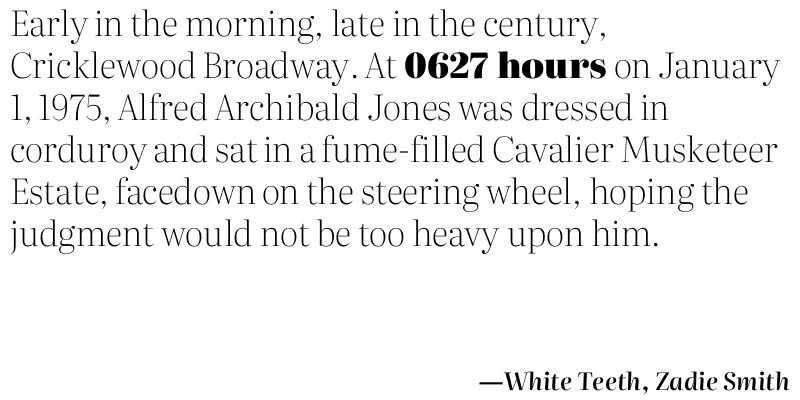 Early in the morning, late in the century,
Cricklewood Broadway. At 0627 hours on January
1, 1975, Alfred Archibald Jones was dressed in
corduroy and sat in a fume-filled Cavalier Musketeer
Estate, facedown on the steering wheel, hoping the
judgment would not be too heavy upon him.
—White Teeth, Zadie Smith